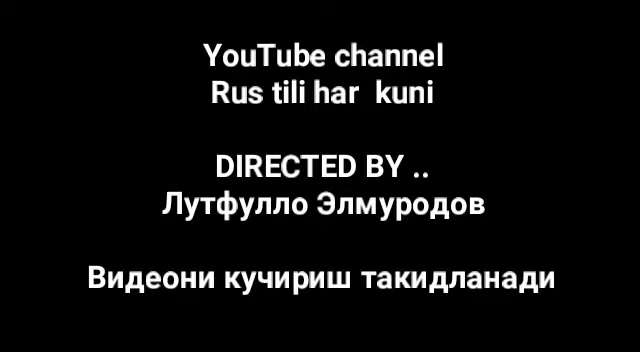 YouTube channel
Rus tili har kuni
DIRECTED BY ..
Лутфулло Элмуродов
Видеони кучириш такидланади